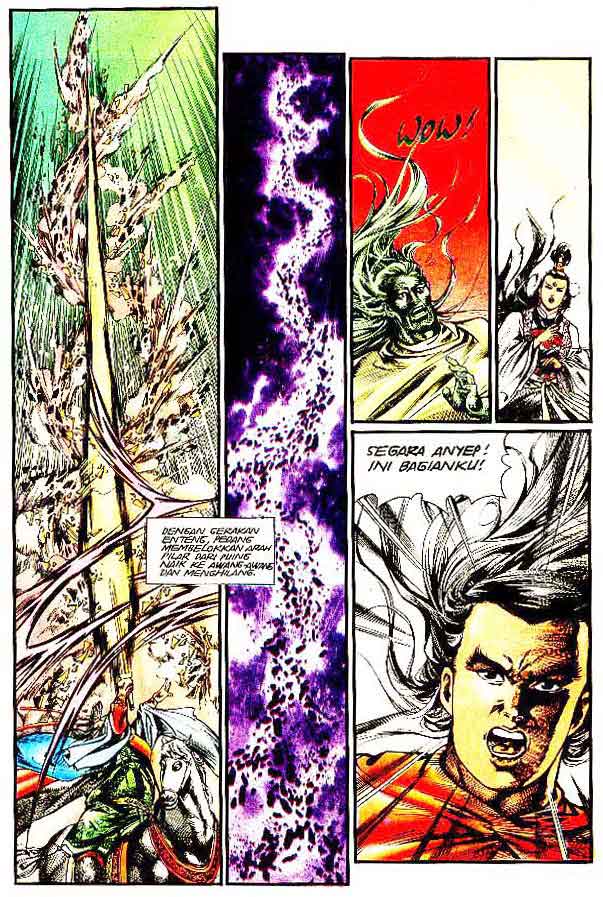 DENGAN GERAKAN
ENTENG, PEDANG
MEMBELOKKAN ARAH
PILAR DARI PUING
NAIK KE AWANG-AWANG
DAN MENGHILANG.
WOW!
SEGARA ANYEP!
INI BAGIANKU!